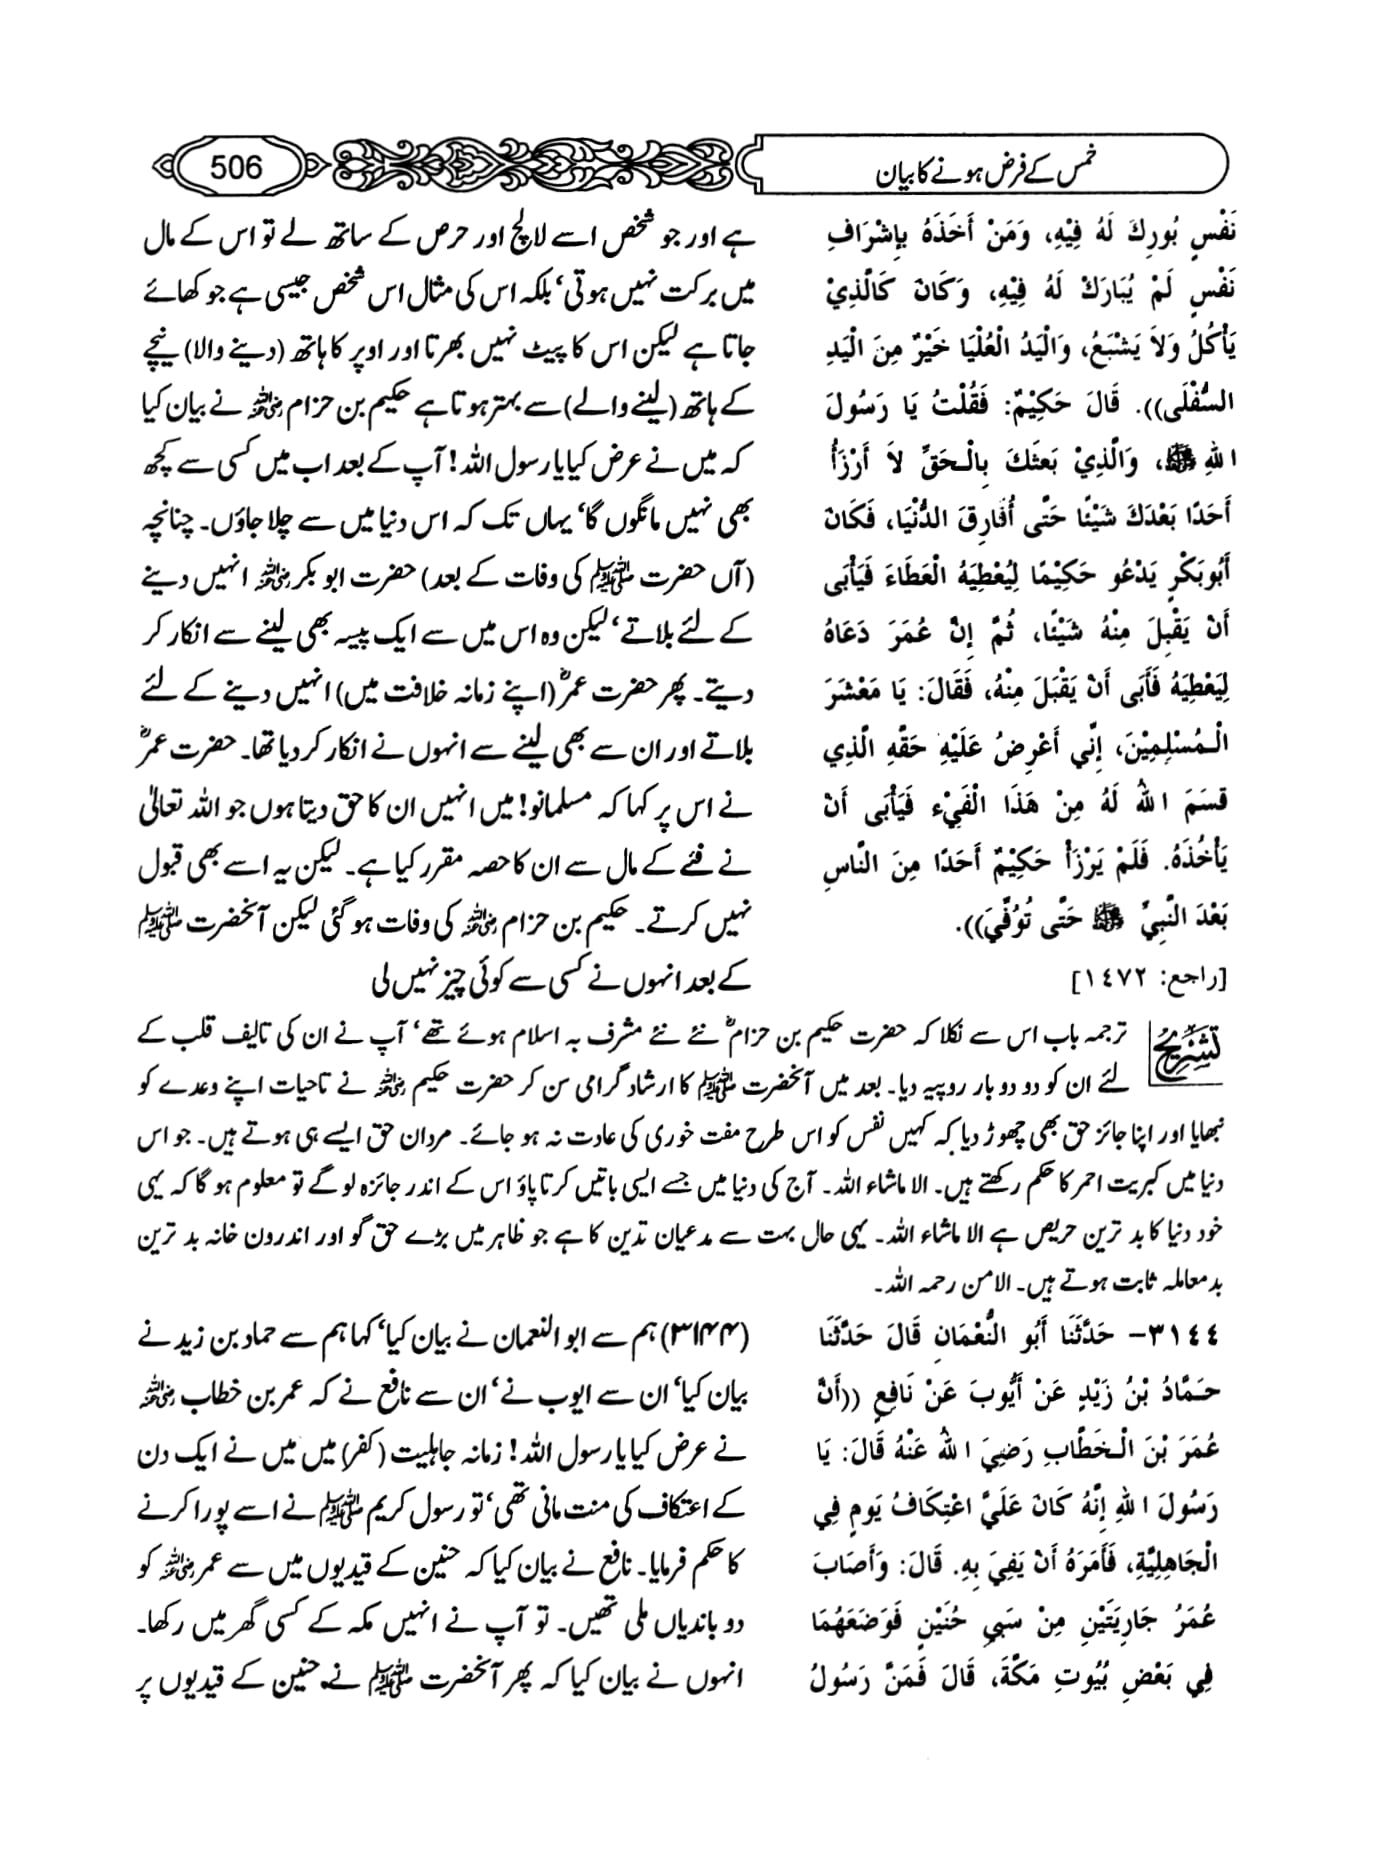 خمس کے فرض ہونے کا بیان
506
نَفْسٍ بُورِكَ لَهُ فِيْهِ، وَمَنْ أَخَذَهُ بِإِشْرَافِ
نَفْسٍ لَمْ يُبَارَكْ لَهُ فِيْهِ، وَكَانَ كَالَّذِيْ
يَأْكُلُ وَلاَ يَشْبَعُ، وَالْيَدُ الْعُلْيَا خَيْرٌ مِنَ الْيَدِ
السُّفْلَى)). قَالَ حَكِيْمٌ: فَقُلْتُ يَا رَسُولَ
اللهِ ﷺ، وَالَّذِيْ بَعَثَكَ بِالْحَقِّ لاَ أَرْزَأُ
أَحَدًا بَعْدَكَ شَيْئًا حَتَّى أُفَارِقَ الدُّنْيَا، فَكَانَ
أَبُوبَكْرٍ يَدْعُو حَكِيْمًا لِيُعْطِيَهُ الْعَطَاءَ فَيَأْبَى
أَنْ يَقْبَلَ مِنْهُ شَيْئًا، ثُمَّ إِنَّ عُمَرَ دَعَاهُ
لِيُعْطِيَهُ فَأَبَى أَنْ يَقْبَلَ مِنْهُ، فَقَالَ: يَا مَعْشَرَ
الْمُسْلِمِيْنَ، إِنِّي أَعْرِضُ عَلَيْهِ حَقَّهُ الَّذِي
قَسَمَ اللهُ لَهُ مِنْ هَذَا الْفَيْءِ فَيَأْبَى أَنْ
يَأْخُذَهُ. فَلَمْ يَرْزَأْ حَكِيْمٌ أَحَدًا مِنَ النَّاسِ
بَعْدَ النَّبِيِّ ﷺ حَتَّى تُوُفِّيَ)).
[راجع: ١٤٧٢]
ہے اور جو شخص اسے لالچ اور حرص کے ساتھ لے تو اس کے مال
میں برکت نہیں ہوتی‘ بلکہ اس کی مثال اس شخص جیسی ہے جو کھائے
جاتا ہے لیکن اس کا پیٹ نہیں بھرتا اور اوپر کا ہاتھ (دینے والا) نیچے
کے ہاتھ (لینے والے) سے بہتر ہوتا ہے حکیم بن حزام رضی اللہ عنہ نے بیان کیا
کہ میں نے عرض کیا یا رسول اللہ! آپ کے بعد اب میں کسی سے کچھ
بھی نہیں مانگوں گا‘ یہاں تک کہ اس دنیا میں سے چلا جاؤں۔ چنانچہ
(آں حضرت ﷺ کی وفات کے بعد) حضرت ابو بکر رضی اللہ عنہ انہیں دینے
کے لئے بلاتے‘ لیکن وہ اس میں سے ایک پیسہ بھی لینے سے انکار کر
دیتے۔ پھر حضرت عمرؓ (اپنے زمانہ خلافت میں) انہیں دینے کے لئے
بلاتے اور ان سے بھی لینے سے انہوں نے انکار کر دیا تھا۔ حضرت عمرؓ
نے اس پر کہا کہ مسلمانو! میں انہیں ان کا حق دیتا ہوں جو اللہ تعالیٰ
نے فئے کے مال سے ان کا حصہ مقرر کیا ہے۔ لیکن یہ اسے بھی قبول
نہیں کرتے۔ حکیم بن حزام رضی اللہ عنہ کی وفات ہو گئی لیکن آنحضرت ﷺ
کے بعد انہوں نے کسی سے کوئی چیز نہیں لی
تشریح
ترجمہ باب اس سے نکلا کہ حضرت حکیم بن حزامؓ نئے نئے مشرف بہ اسلام ہوئے تھے‘ آپ نے ان کی تالیف قلب کے
لئے ان کو دو دو بار روپیہ دیا۔ بعد میں آنحضرت ﷺ کا ارشاد گرامی سن کر حضرت حکیم رضی اللہ عنہ نے تاحیات اپنے وعدے کو
نبھایا اور اپنا جائز حق بھی چھوڑ دیا کہ کہیں نفس کو اس طرح مفت خوری کی عادت نہ ہو جائے۔ مردان حق ایسے ہی ہوتے ہیں۔ جو اس
دنیا میں کبریت احمر کا حکم رکھتے ہیں۔ الا ماشاء اللہ۔ آج کی دنیا میں جسے ایسی باتیں کرتا پاؤ اس کے اندر جائزہ لو گے تو معلوم ہو گا کہ یہی
خود دنیا کا بد ترین حریص ہے الا ماشاء اللہ۔ یہی حال بہت سے مدعیان تدین کا ہے جو ظاہر میں بڑے حق گو اور اندرون خانہ بد ترین
بد معاملہ ثابت ہوتے ہیں۔ الا من رحمہ اللہ۔
٣١٤٤- حَدَّثَنَا أَبُو النُّعْمَانِ قَالَ حَدَّثَنَا
حَمَّادُ بْنُ زَيْدٍ عَنْ أَيُّوبَ عَنْ نَافِعٍ ((أَنَّ
عُمَرَ بْنَ الْخَطَّابِ رَضِيَ اللهُ عَنْهُ قَالَ: يَا
رَسُولَ اللهِ إِنَّهُ كَانَ عَلَيَّ اعْتِكَافُ يَومٍ فِي
الْجَاهِلِيَّةِ، فَأَمَرَهُ أَنْ يَفِيَ بِهِ. قَالَ: وَأَصَابَ
عُمَرُ جَارِيَتَيْنِ مِنْ سَبيِ حُنَيْنٍ فَوَضَعَهُمَا
فِي بَعْضِ بُيُوتِ مَكَّةَ، قَالَ فَمَنَّ رَسُولُ
(۳۱۴۴) ہم سے ابو النعمان نے بیان کیا‘ کہا ہم سے حماد بن زید نے
بیان کیا‘ ان سے ایوب نے‘ ان سے نافع نے کہ عمر بن خطاب رضی اللہ عنہ
نے عرض کیا یا رسول اللہ! زمانہ جاہلیت (کفر) میں میں نے ایک دن
کے اعتکاف کی منت مانی تھی‘ تو رسول کریم ﷺ نے اسے پورا کرنے
کا حکم فرمایا۔ نافع نے بیان کیا کہ حنین کے قیدیوں میں سے عمر رضی اللہ عنہ کو
دو باندیاں ملی تھیں۔ تو آپ نے انہیں مکہ کے کسی گھر میں رکھا۔
انہوں نے بیان کیا کہ پھر آنحضرت ﷺ نے حنین کے قیدیوں پر